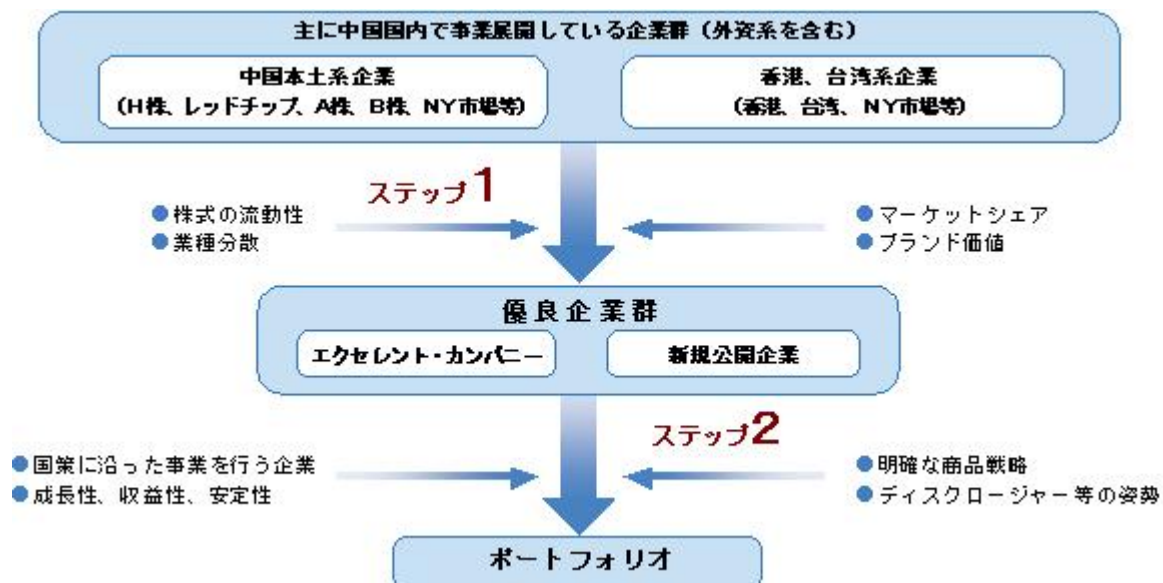 主に中国国内で事業展開している企業群（外資系を含む）
中国本土系企業
（H株、レッドチップ、A株、B株、NY市場等）
香港、台湾系企業
（香港、台湾、NY市場等）
ステップ1
●株式の流動性
●業種分散
●マーケットシェア
●ブランド価値
優良企業群
エクセレント・カンパニー
新規公開企業
ステップ2
●国策に沿った事業を行う企業
●成長性、収益性、安定性
●明確な商品戦略
●ディスクロージャー等の姿勢
ポートフォリオ